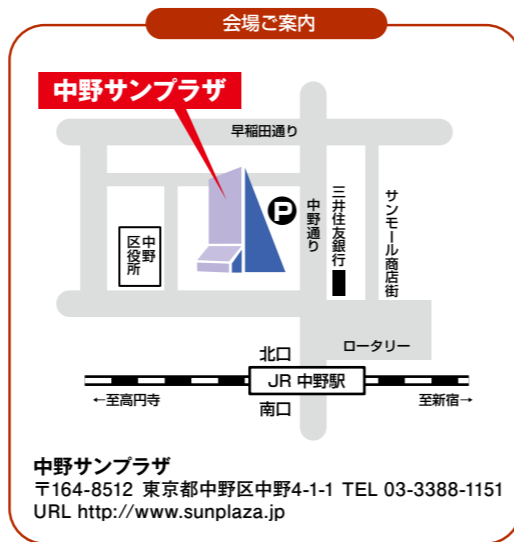 会場ご案内
中野サンプラザ
早稲田通り
P
中野通り
三井住友銀行
サンモール商店街
中野
区役所
ロータリー
北口
JR 中野駅
←至高円寺
南口
至新宿→
中野サンプラザ
〒164-8512 東京都中野区中野4-1-1 TEL 03-3388-1151
URL http://www.sunplaza.jp